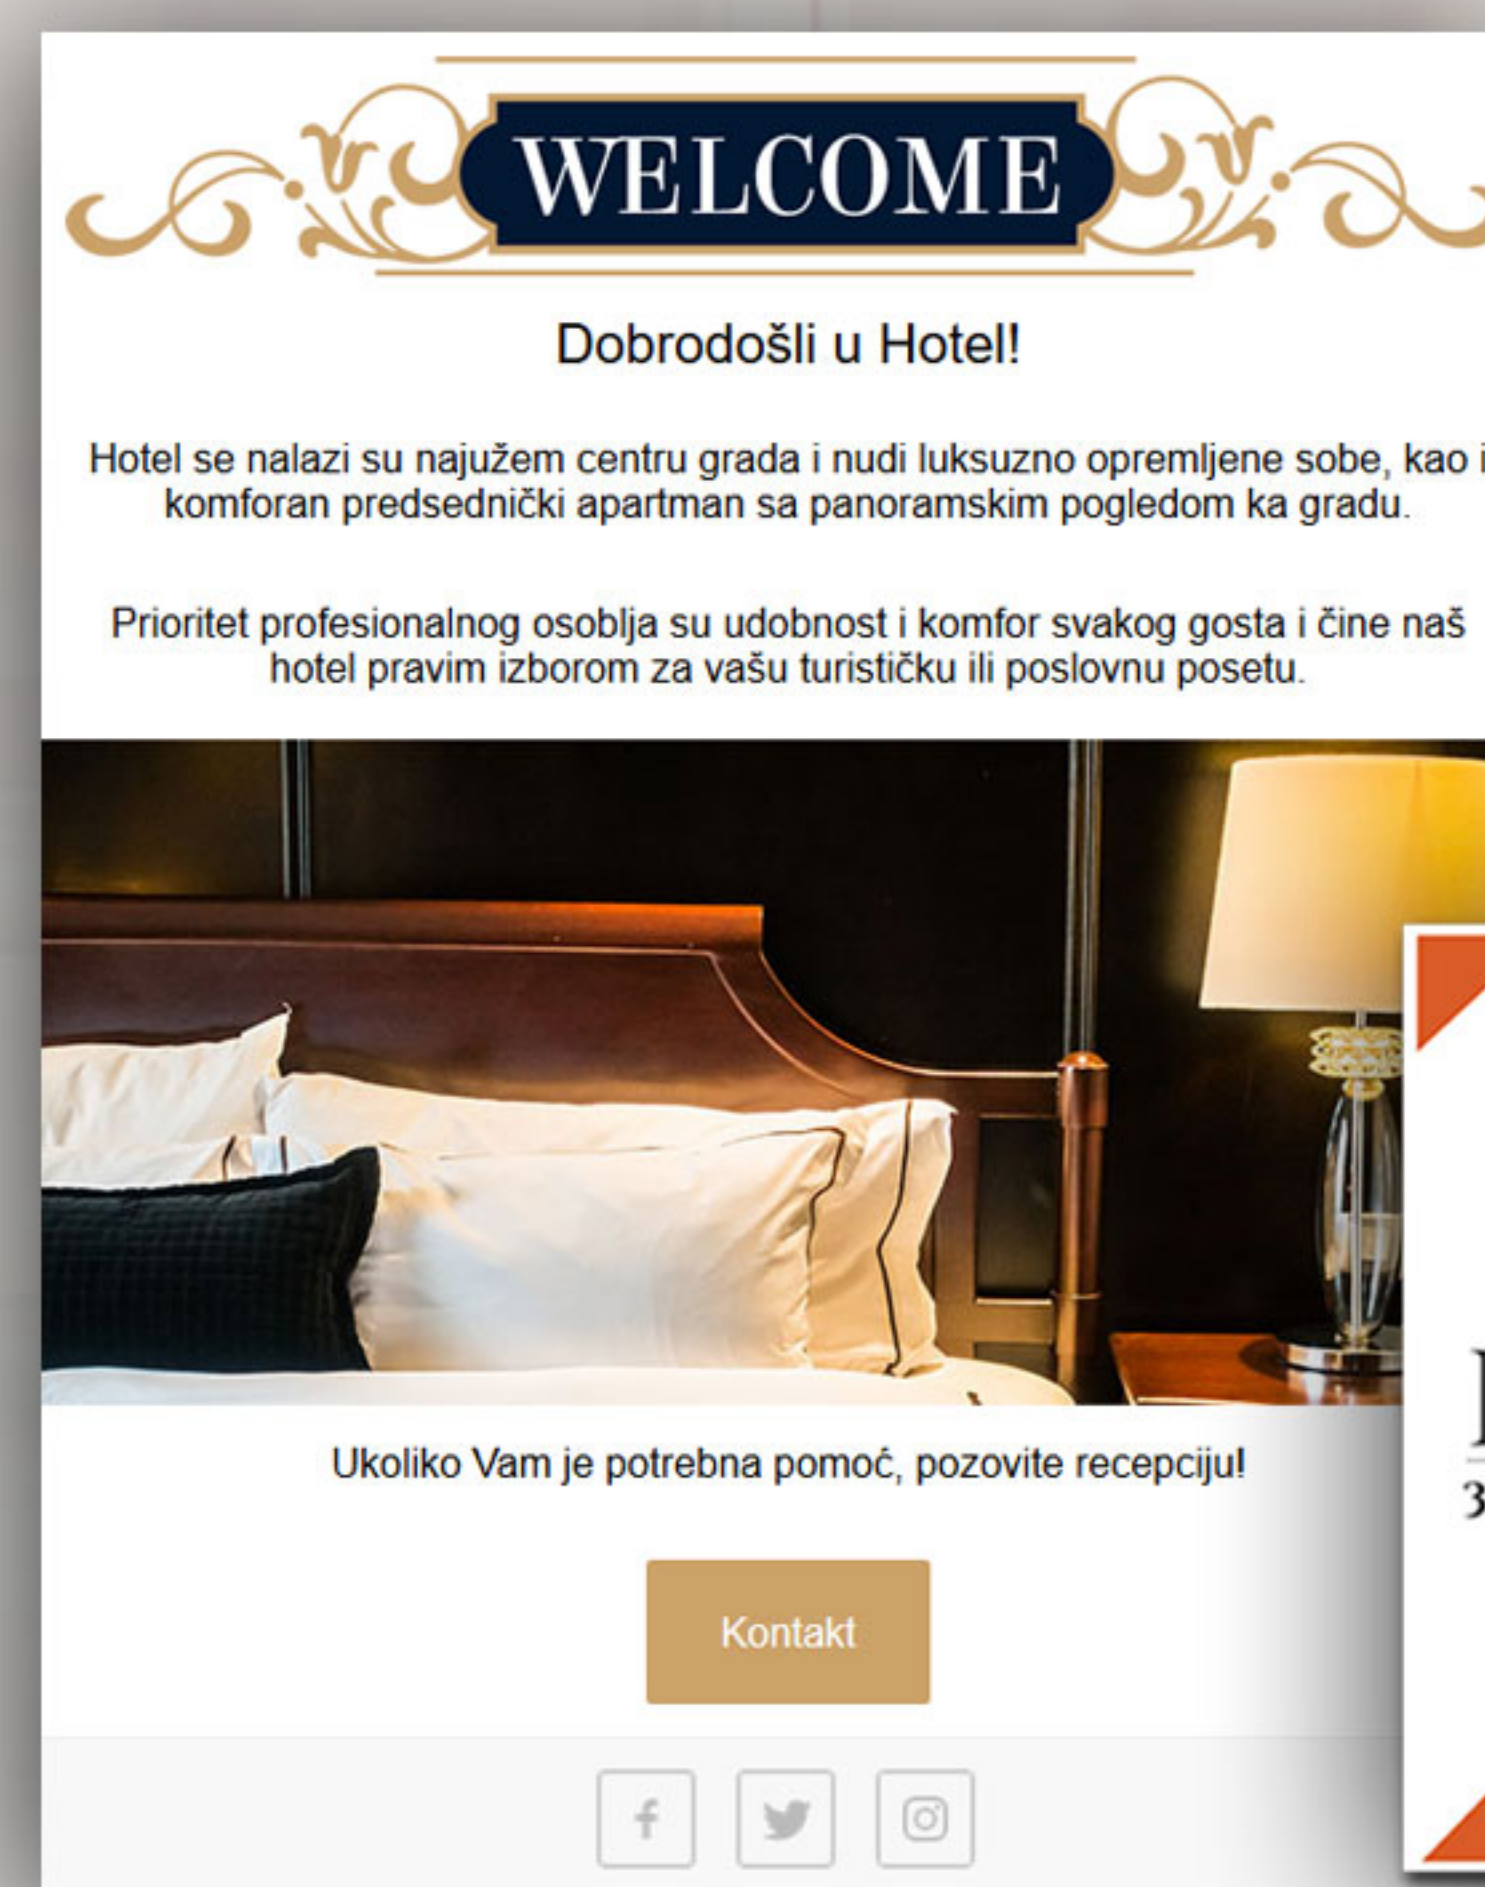 WELCOME
Dobrodošli u Hotel!
Hotel se nalazi su najužem centru grada i nudi luksuzno opremljene sobe, kao i
komforan predsednički apartman sa panoramskim pogledom ka gradu.
Prioritet profesionalnog osoblja su udobnost i komfor svakog gosta i čine naš
hotel pravim izborom za vašu turističku ili poslovnu posetu.
Ukoliko Vam je potrebna pomoć, pozovite recepciju!
Kontakt